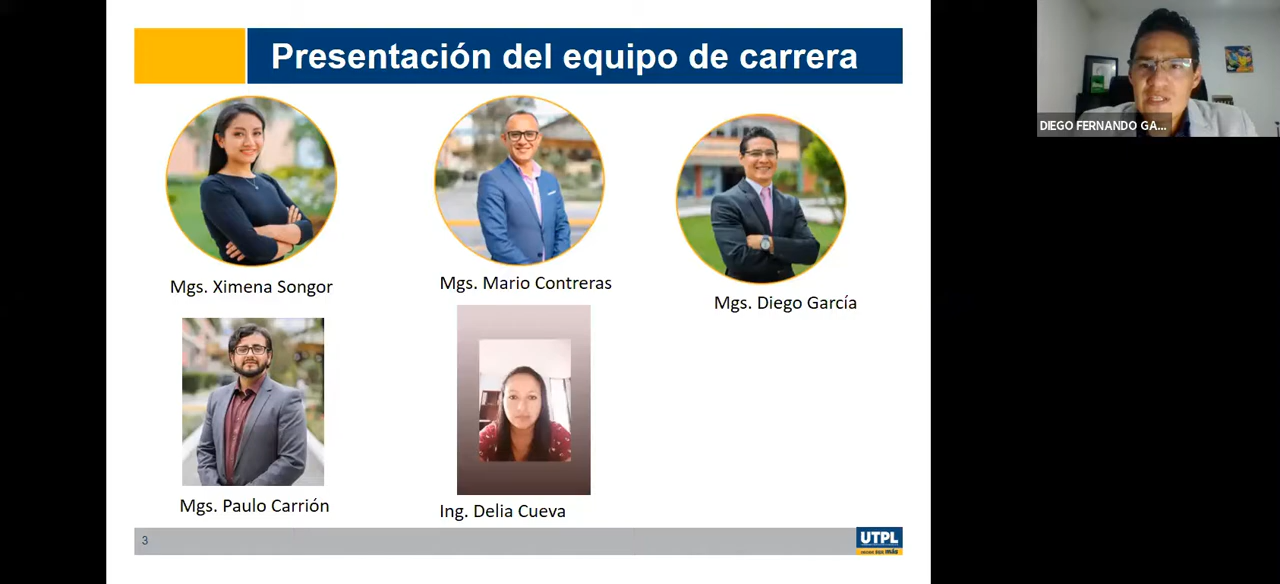 Presentación del equipo de carrera
DIEGO FERNANDO GA...
Mgs. Ximena Songor
Mgs. Mario Contreras
Mgs. Diego García
Mgs. Paulo Carrión
Ing. Delia Cueva
3
UTPL